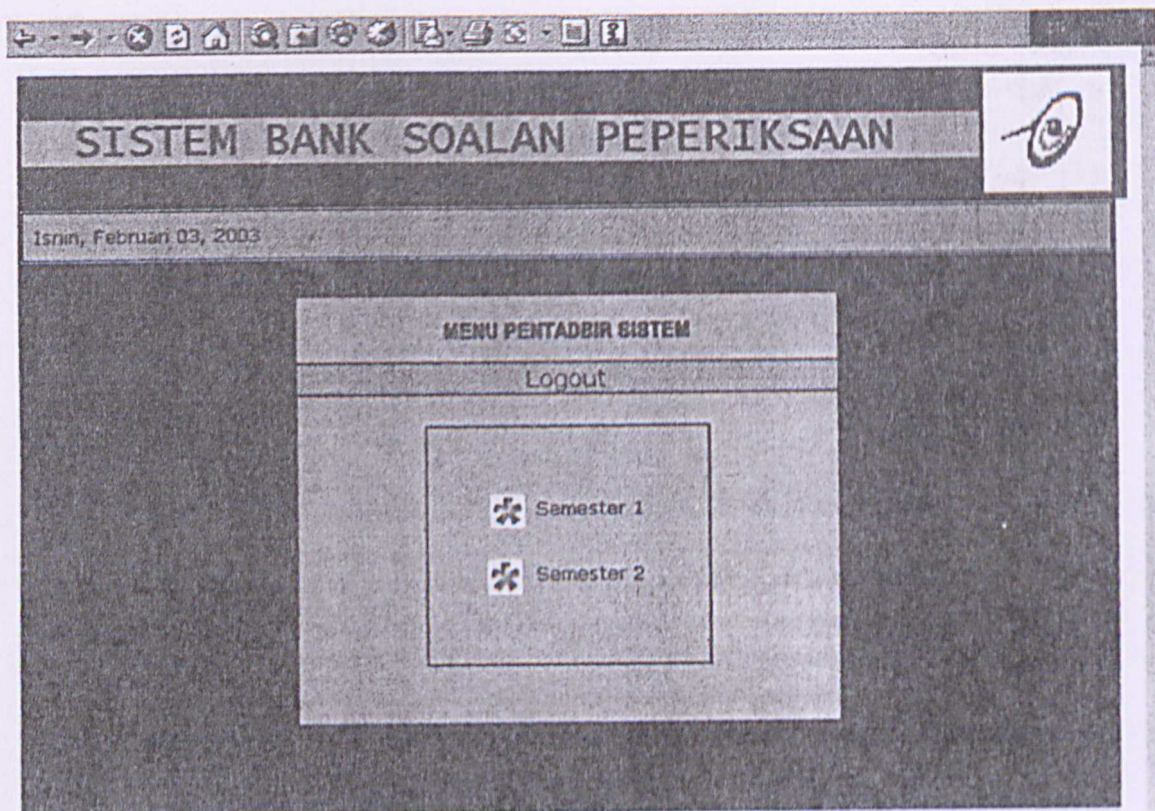 SISTEM BANK SOALAN PEPERIKSAAN
Isnin, Februari 03, 2003
MENU PENTADBIR SISTEM
Logout
Semester 1
Semester 2